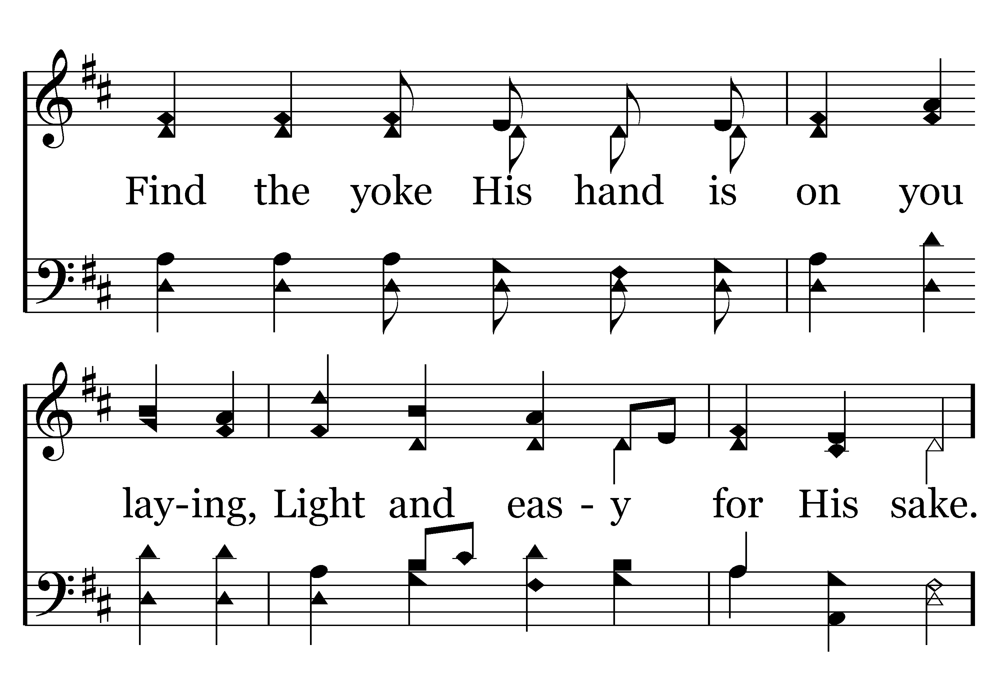 Find the yoke His hand is on you
lay-ing, Light and eas - y for His sake.